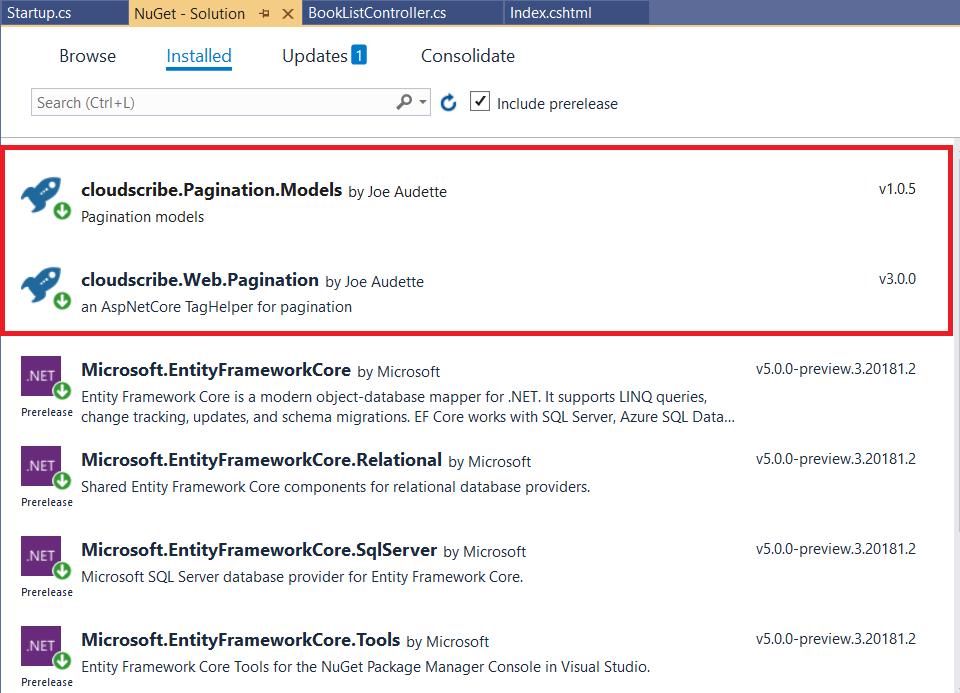 Startup.cs
NuGet - Solution
BookListController.cs
Index.cshtml
Browse
Installed
Updates 1
Consolidate
Search (Ctrl+L)
Include prerelease
cloudscribe.Pagination.Models by Joe Audette
v1.0.5
Pagination models
cloudscribe.Web.Pagination by Joe Audette
v3.0.0
an AspNetCore TagHelper for pagination
.NET
Prerelease
Microsoft.EntityFrameworkCore by Microsoft
v5.0.0-preview.3.20181.2
Entity Framework Core is a modern object-database mapper for .NET. It supports LINQ queries,
change tracking, updates, and schema migrations. EF Core works with SQL Server, Azure SQL Data...
.NET
Prerelease
Microsoft.EntityFrameworkCore.Relational by Microsoft
v5.0.0-preview.3.20181.2
Shared Entity Framework Core components for relational database providers.
.NET
Prerelease
Microsoft.EntityFrameworkCore.SqlServer by Microsoft
v5.0.0-preview.3.20181.2
Microsoft SQL Server database provider for Entity Framework Core.
.NET
Prerelease
Microsoft.EntityFrameworkCore.Tools by Microsoft
v5.0.0-preview.3.20181.2
Entity Framework Core Tools for the NuGet Package Manager Console in Visual Studio.